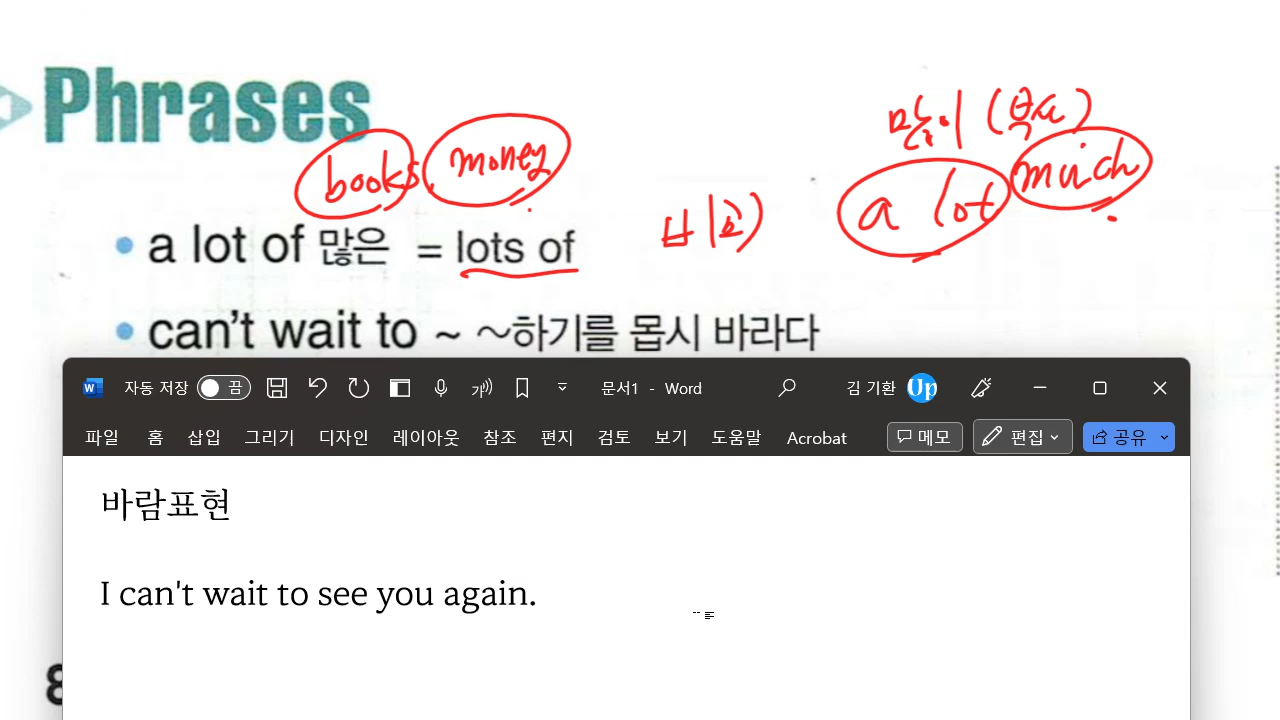 Phrases
많이 (부사)
books, money
비교) a lot much
• a lot of 많은 = lots of
• can't wait to ~ ~하기를 몹시 바라다
자동 저장 끔 가)) 문서1 - Word 김 기환 Up
파일 홈 삽입 그리기 디자인 레이아웃 참조 편지 검토 보기 도움말 Acrobat 메모 편집 공유
바람표현
I can't wait to see you again.
8